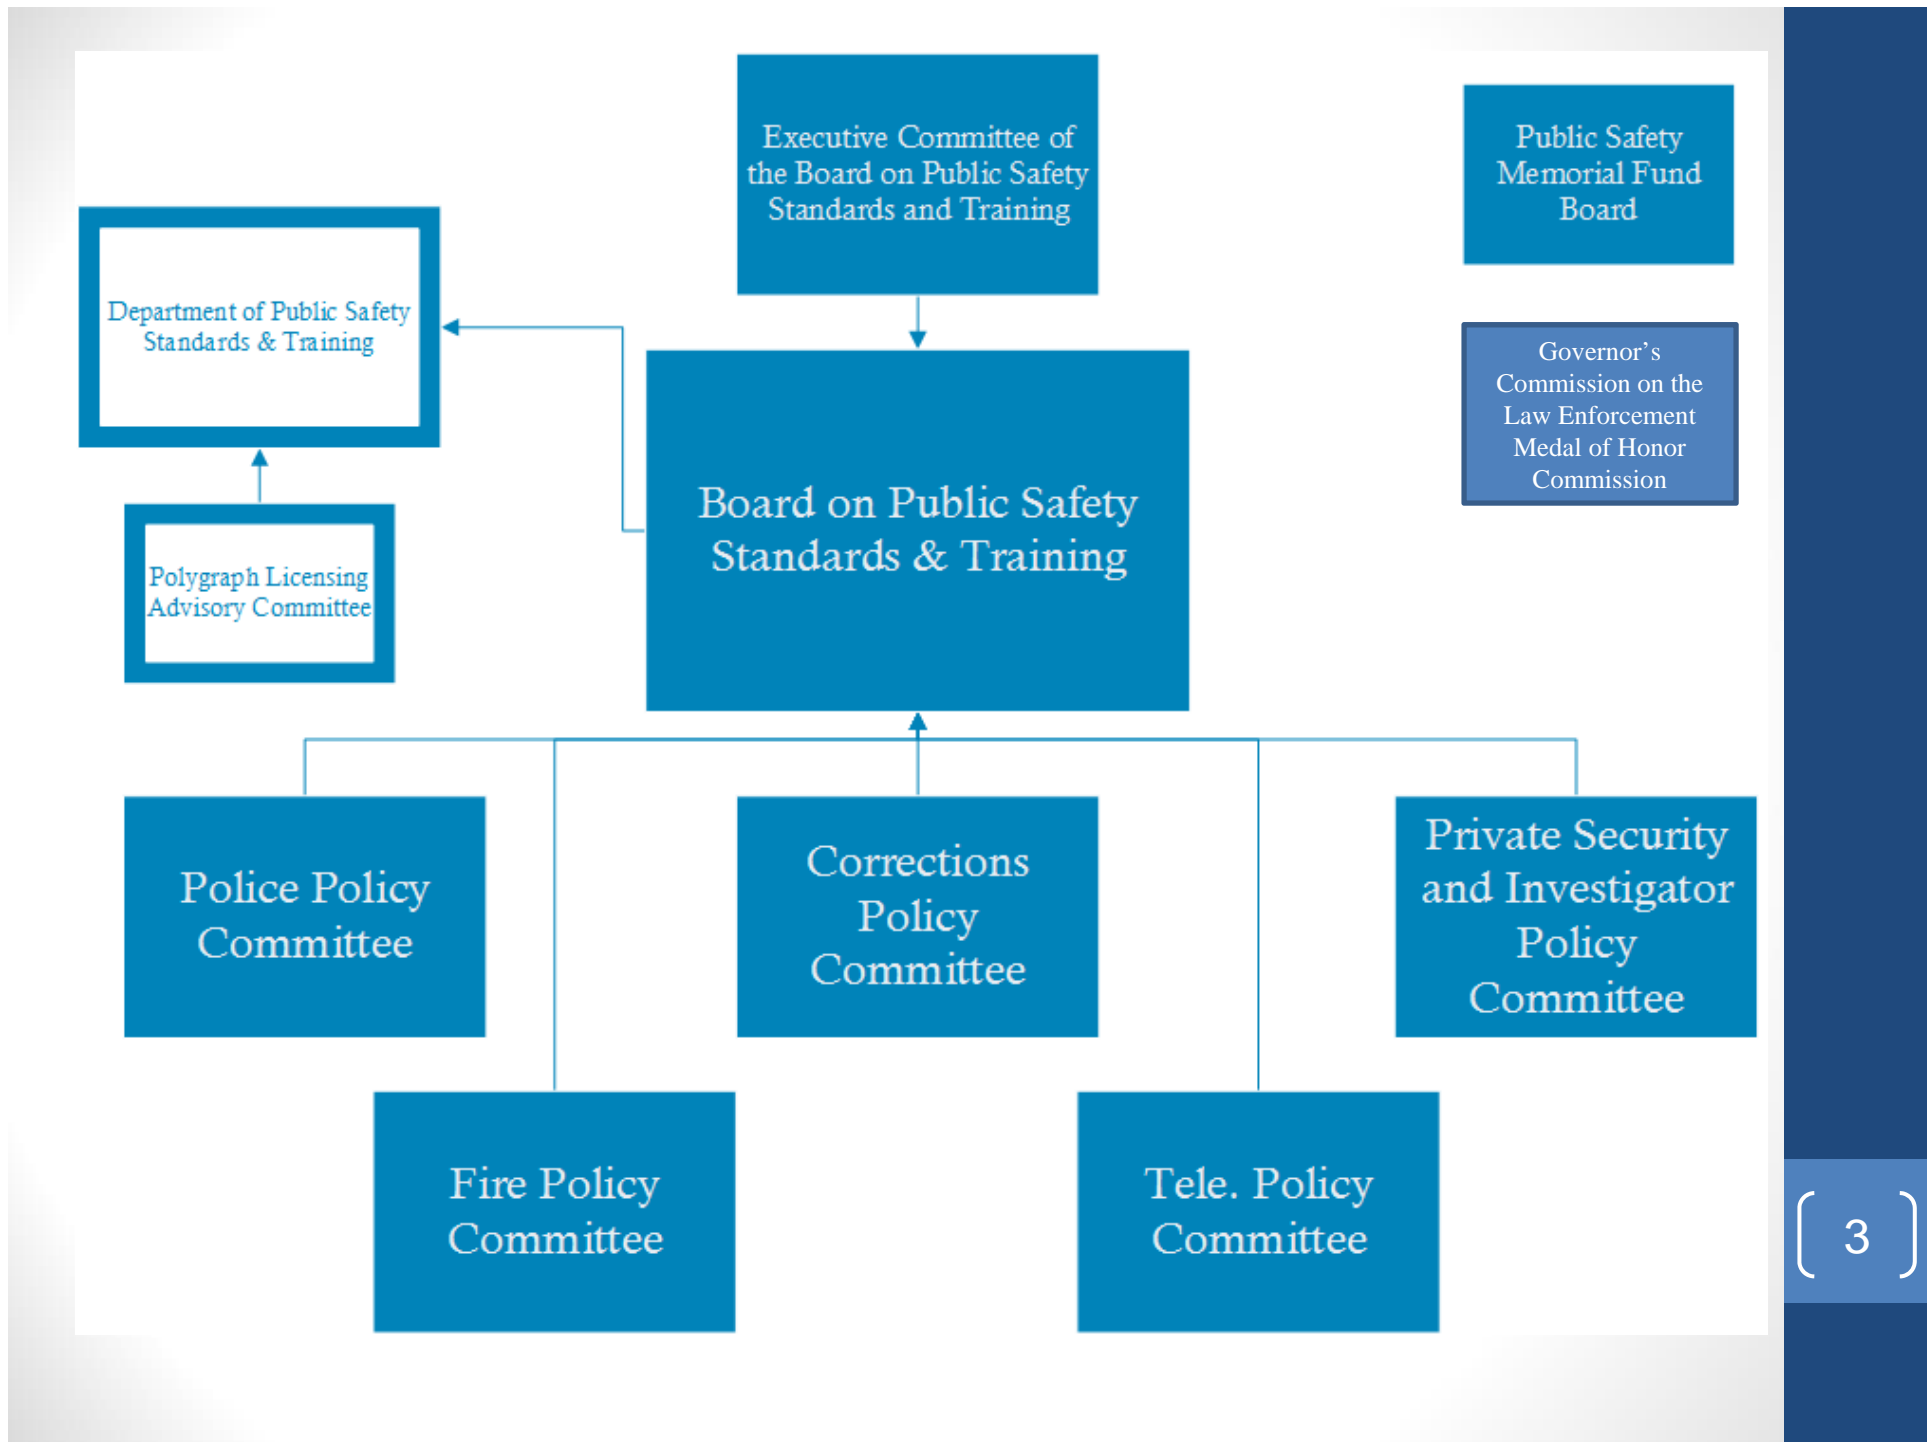 Executive Committee of
the Board on Public Safety
Standards and Training
Public Safety
Memorial Fund
Board
Department of Public Safety
Standards & Training
Governor’s
Commission on the
Law Enforcement
Medal of Honor
Commission
Board on Public Safety
Standards & Training
Polygraph Licensing
Advisory Committee
Police Policy
Committee
Corrections
Policy
Committee
Private Security
and Investigator
Policy
Committee
Fire Policy
Committee
Tele. Policy
Committee
3